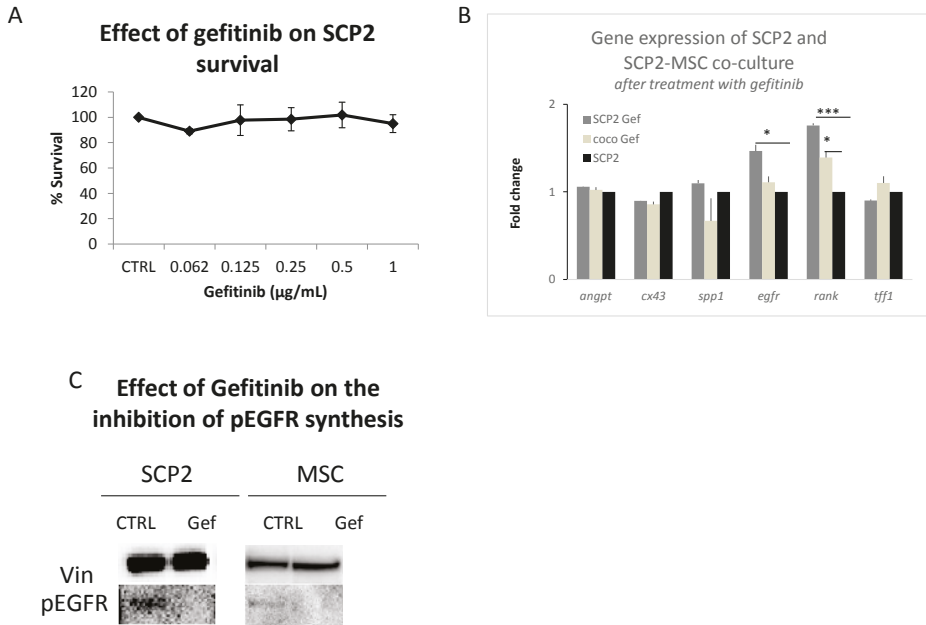 A
Effect of gefitinib on SCP2
survival
% Survival
120
100
80
60
40
20
0
CTRL 0.062 0.125 0.25 0.5 1
Gefitinib (µg/mL)
B
Gene expression of SCP2 and
SCP2-MSC co-culture
after treatment with gefitinib
Fold change
2
1
0
SCP2 Gef
coco Gef
SCP2
*
***
*
angpt cx43 spp1 egfr rank tff1
C
Effect of Gefitinib on the
inhibition of pEGFR synthesis
SCP2 MSC
CTRL Gef CTRL Gef
Vin
pEGFR